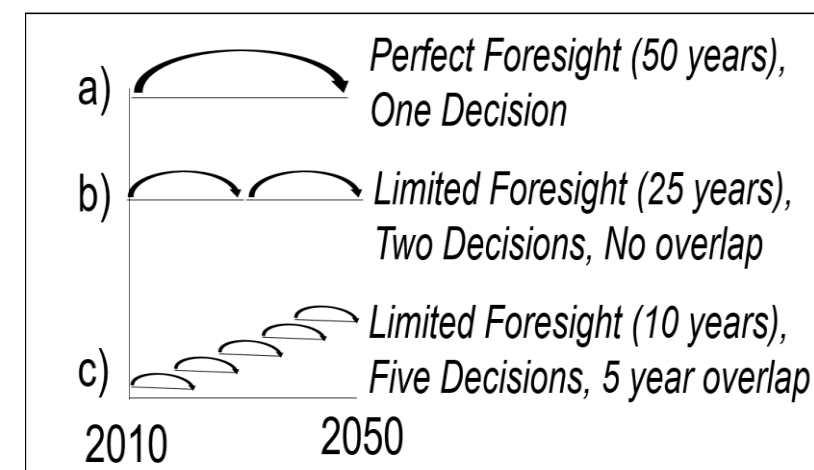 a) Perfect Foresight (50 years),
One Decision
b) Limited Foresight (25 years),
Two Decisions, No overlap
Limited Foresight (10 years),
c) Five Decisions, 5 year overlap
2010 2050